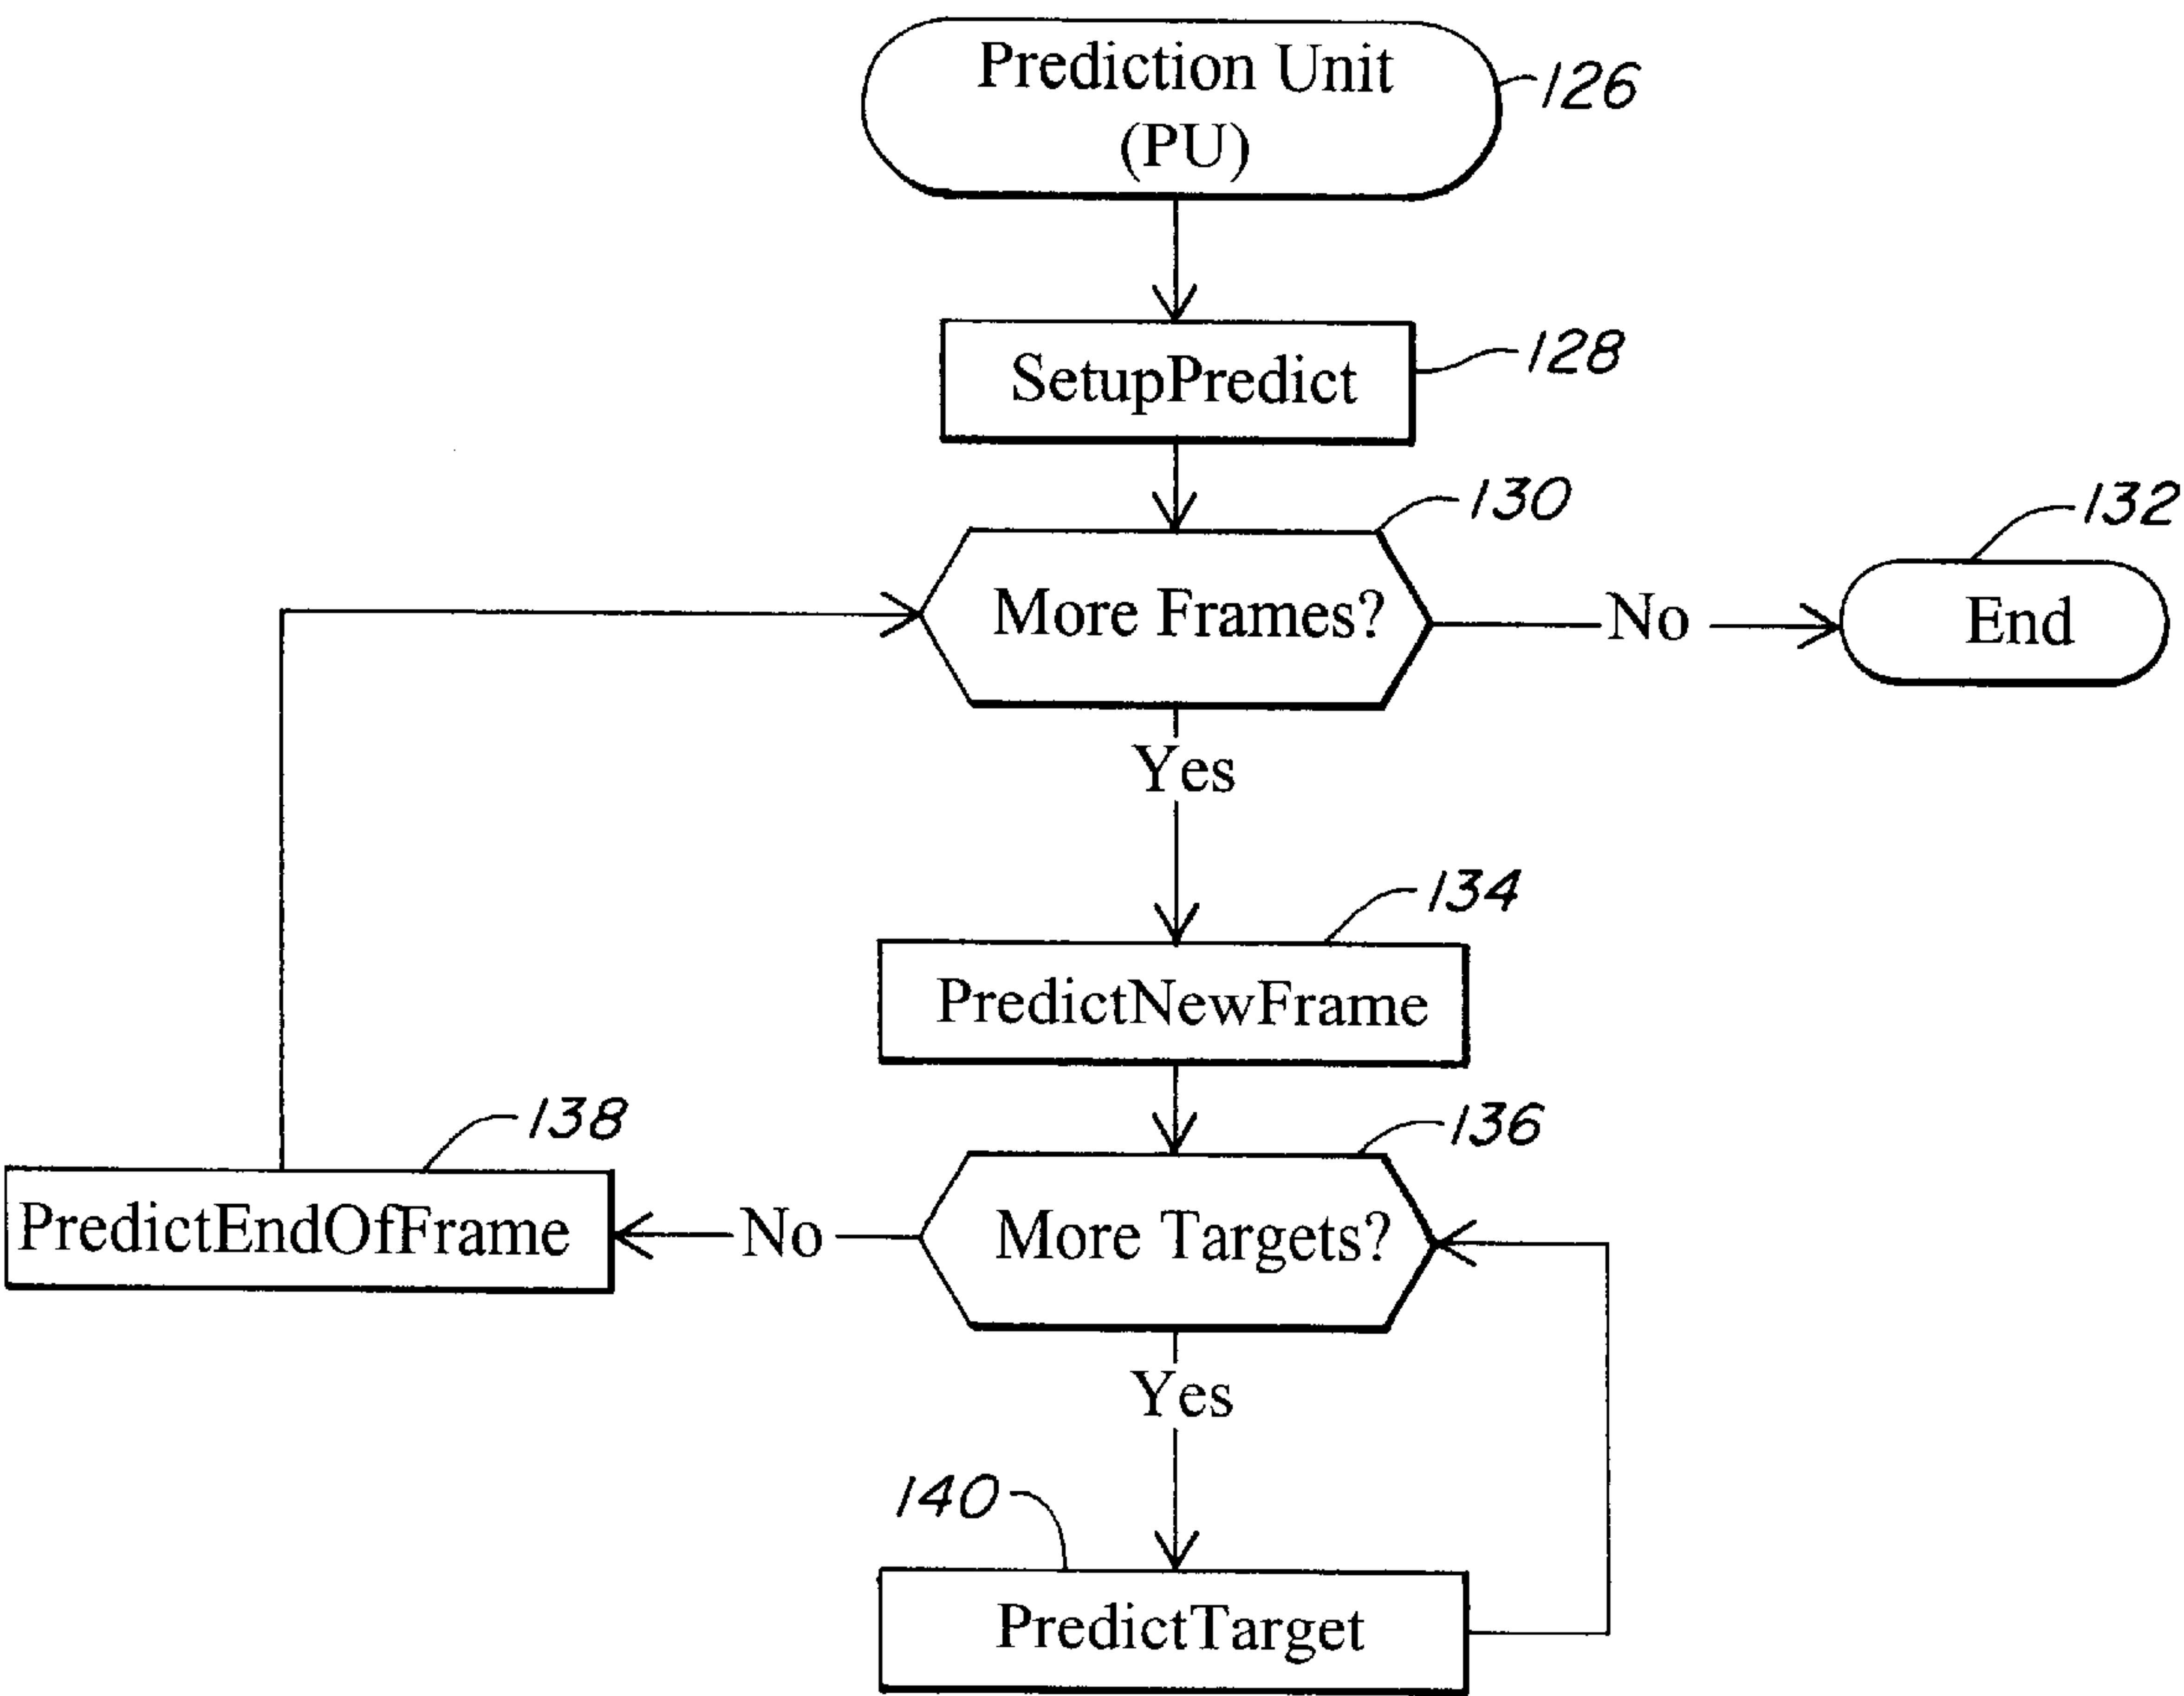 Prediction Unit
(PU)
126
SetupPredict
128
130
More Frames?
No
132
End
Yes
134
PredictNewFrame
136
138
PredictEndOfFrame
No
More Targets?
Yes
140
PredictTarget